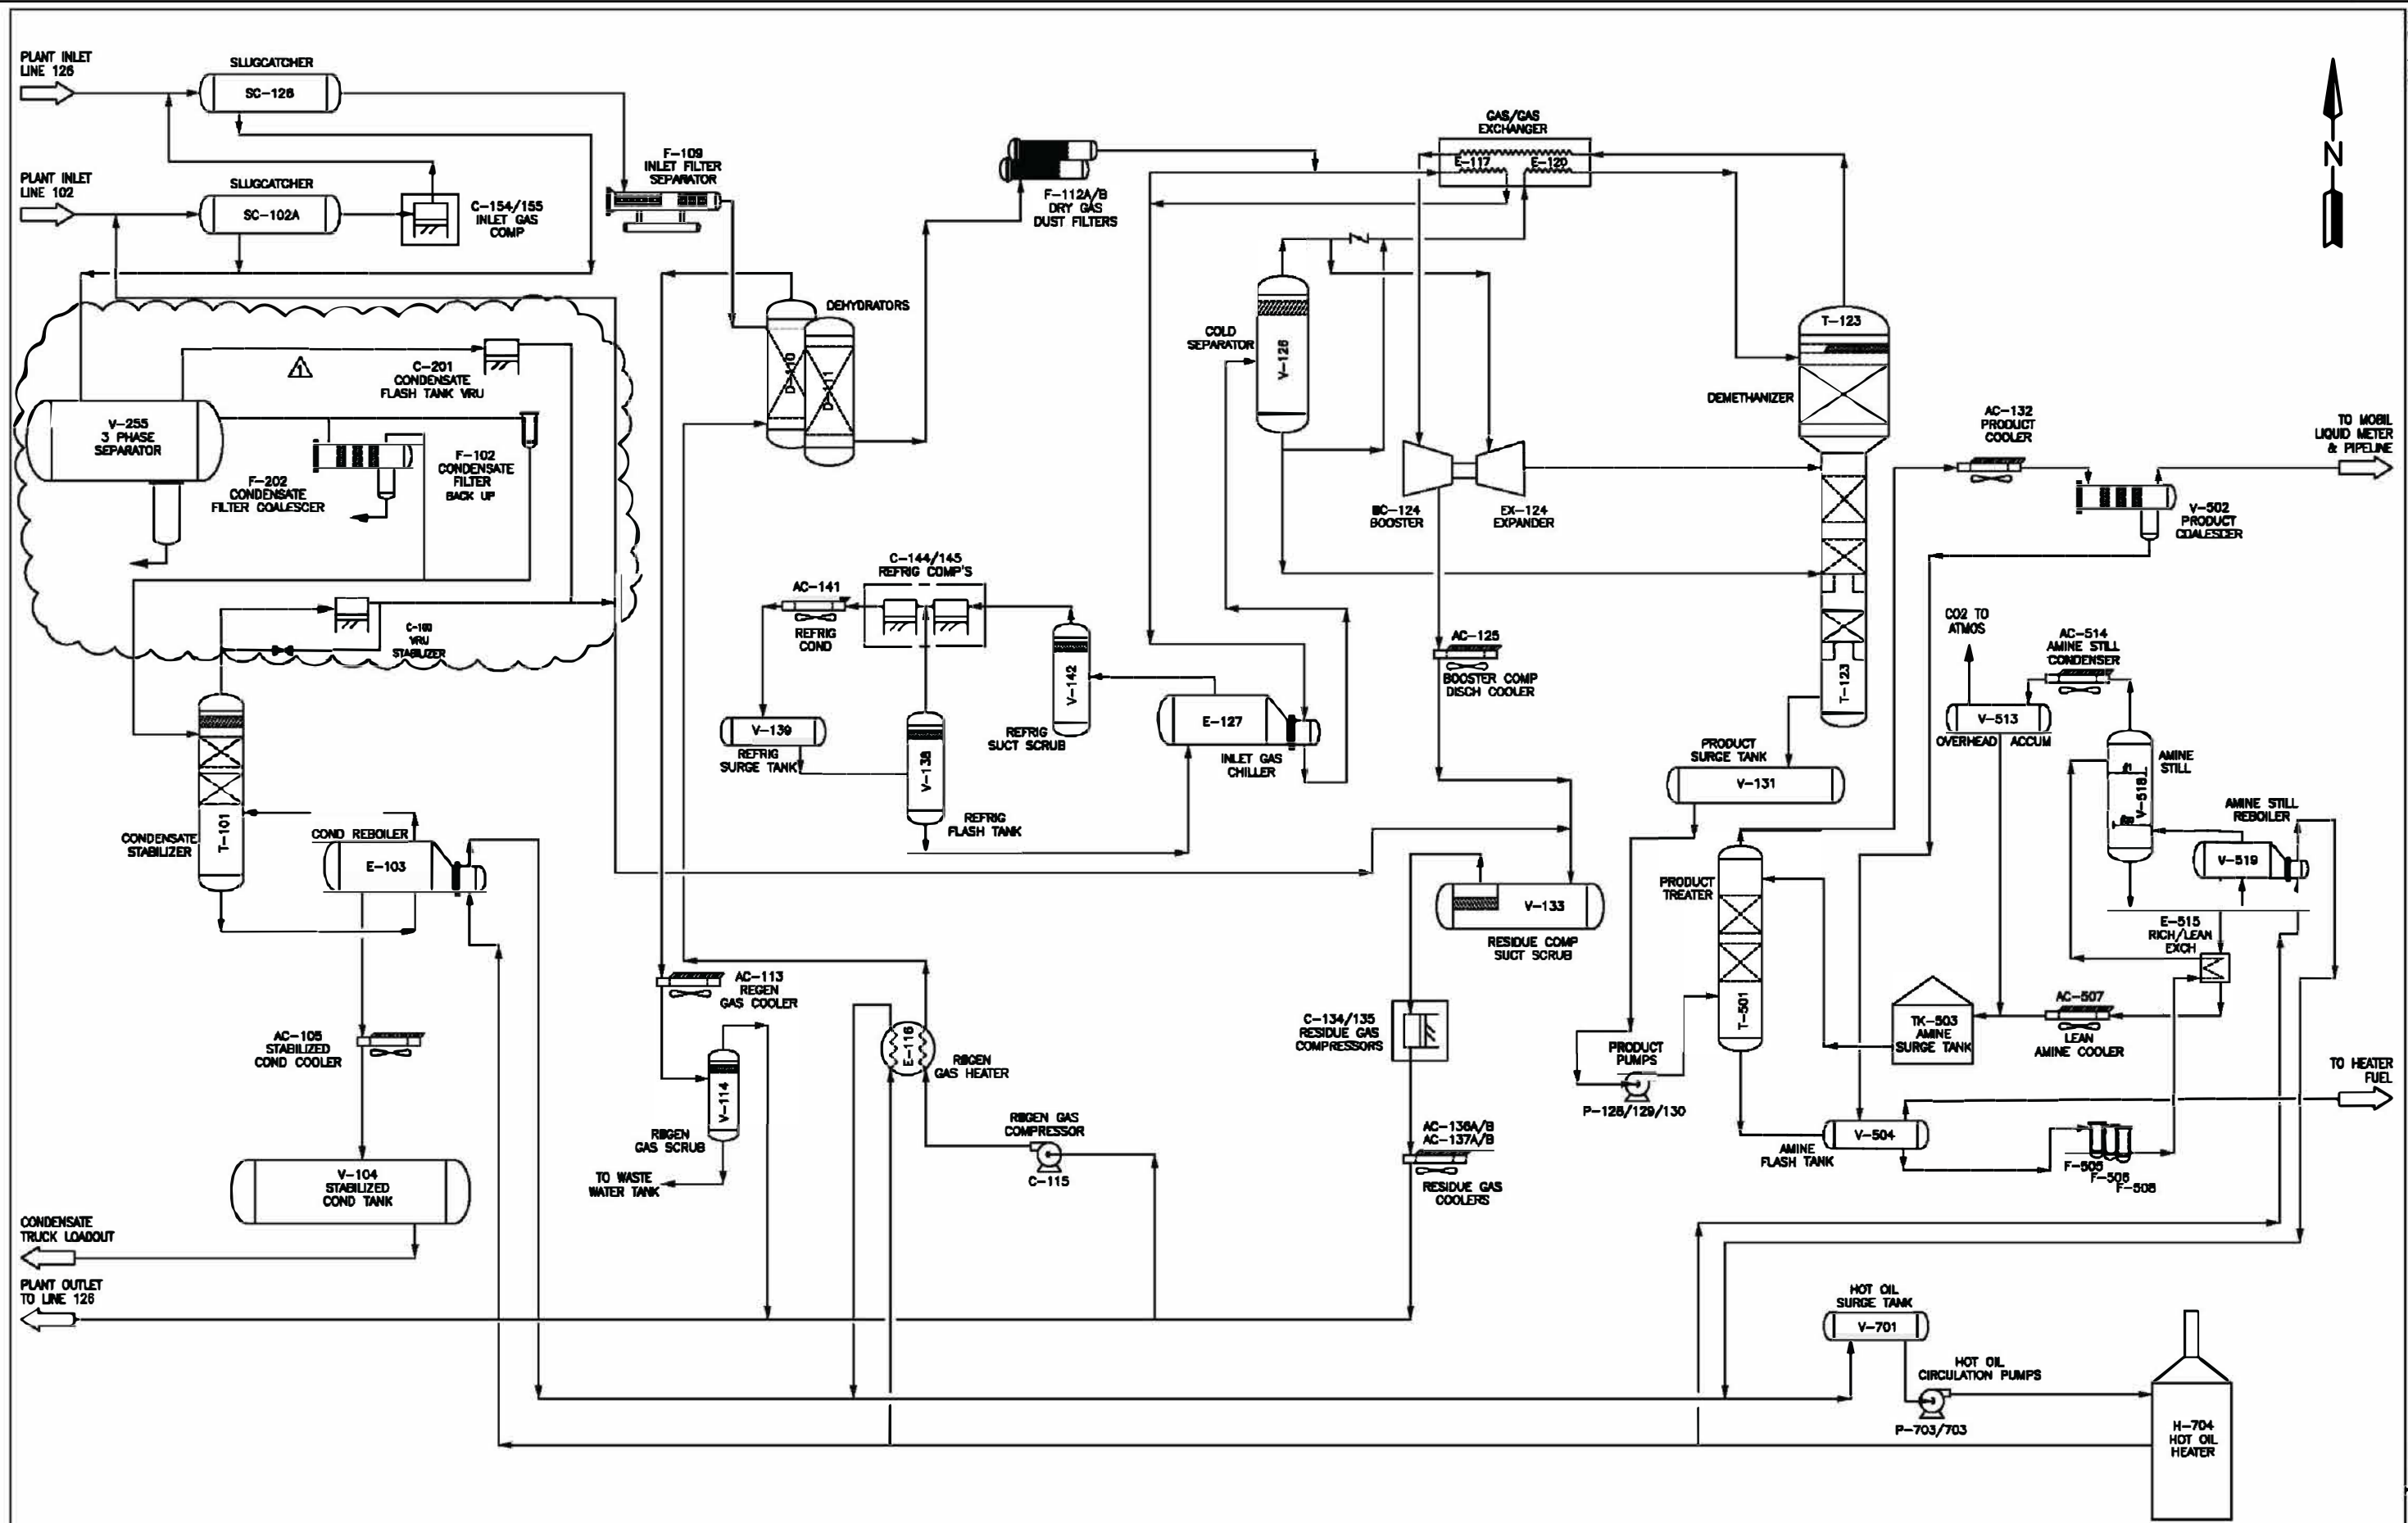 PLANT INLET
LINE 126
SLUGCATCHER
SC-126
PLANT INLET
LINE 102
SLUGCATCHER
SC-102A
C-154/155
INLET GAS
COMP
F-109
INLET FILTER
SEPARATOR
F-112A/B
DRY GAS
DUST FILTERS
GAS/GAS
EXCHANGER
E-117
E-120
N
DEHYDRATORS
D-110
D-111
COLD
SEPARATOR
V-126
T-123
DEMETHANIZER
T-123
AC-132
PRODUCT
COOLER
TO MOBIL
LIQUID METER
& PIPELINE
V-502
PRODUCT
COALESCER
1
C-201
CONDENSATE
FLASH TANK VRU
V-255
3 PHASE
SEPARATOR
F-202
CONDENSATE
FILTER COALESCER
F-102
CONDENSATE
FILTER
BACK UP
VRU
STABILIZER
BC-124
BOOSTER
EX-124
EXPANDER
C-144/145
REFRIG COMP'S
AC-141
REFRIG
COND
V-142
REFRIG
SUCT SCRUB
V-139
REFRIG
SURGE TANK
V-138
REFRIG
FLASH TANK
E-127
INLET GAS
CHILLER
AC-125
BOOSTER COMP
DISCH COOLER
CO2 TO
ATMOS
AC-514
AMINE STILL
CONDENSER
V-513
OVERHEAD ACCUM
AMINE
STILL
V-518
#1
#20
AMINE STILL
REBOILER
V-519
E-515
RICH/LEAN
EXCH
PRODUCT
SURGE TANK
V-131
PRODUCT
TREATER
T-501
V-133
RESIDUE COMP
SUCT SCRUB
CONDENSATE
STABILIZER
T-101
COND REBOILER
E-103
AC-105
STABILIZED
COND COOLER
V-104
STABILIZED
COND TANK
AC-113
REGEN
GAS COOLER
V-114
REGEN
GAS SCRUB
TO WASTE
WATER TANK
E-116
REGEN
GAS HEATER
REGEN GAS
COMPRESSOR
C-115
C-134/135
RESIDUE GAS
COMPRESSORS
AC-136A/B
AC-137A/B
RESIDUE GAS
COOLERS
PRODUCT
PUMPS
P-128/129/130
TK-503
AMINE
SURGE TANK
AC-507
LEAN
AMINE COOLER
V-504
AMINE
FLASH TANK
F-505
F-506
F-508
TO HEATER
FUEL
CONDENSATE
TRUCK LOADOUT
PLANT OUTLET
TO LINE 126
HOT OIL
SURGE TANK
V-701
HOT OIL
CIRCULATION PUMPS
P-703/703
H-704
HOT OIL
HEATER